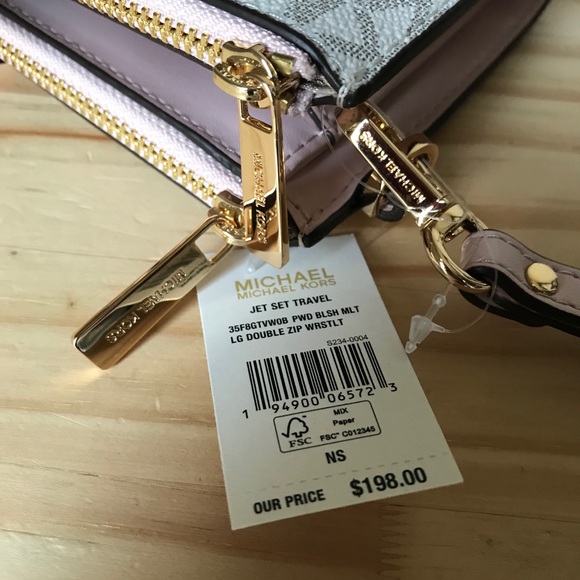 MICHAEL KORS
MICHAEL KORS
MICHAEL KORS
MICHAEL
MICHAEL KORS
JET SET TRAVEL
35F8GTVW0B PWD BLSH MLT
LG DOUBLE ZIP WRSTLT
S234-0004
1 94900 06572 3
FSC
MIX
Paper
FSC™ C012345
NS
OUR PRICE $198.00